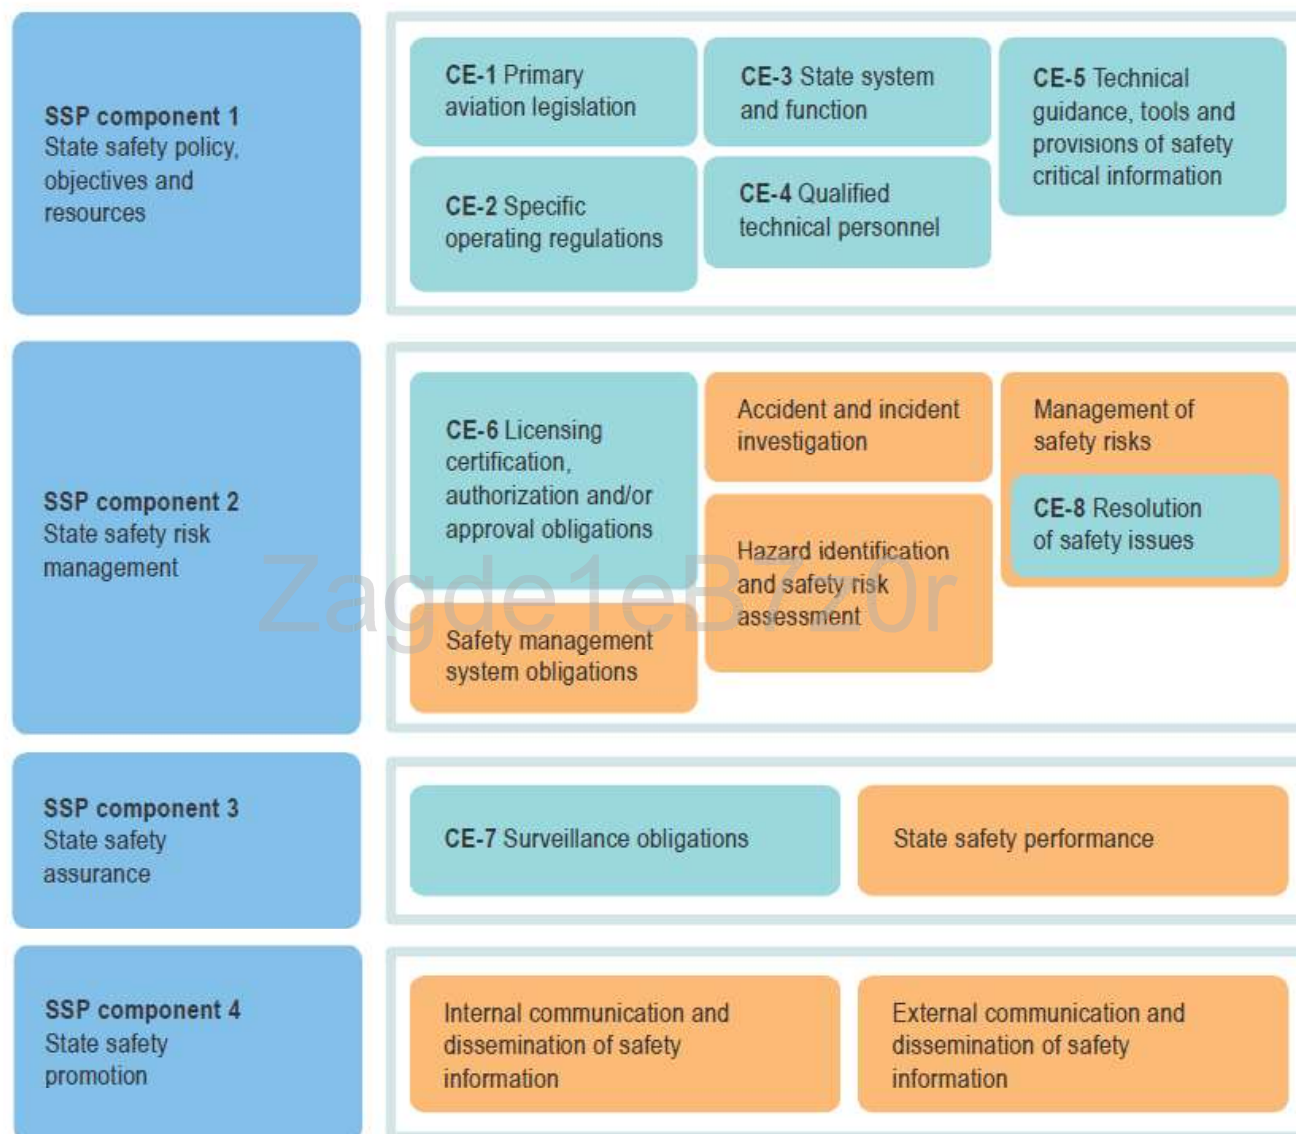 SSP component 1
State safety policy,
objectives and
resources
CE-1 Primary
aviation legislation
CE-2 Specific
operating regulations
CE-3 State system
and function
CE-4 Qualified
technical personnel
CE-5 Technical
guidance, tools and
provisions of safety
critical information
SSP component 2
State safety risk
management
CE-6 Licensing
certification,
authorization and/or
approval obligations
Safety management
system obligations
Accident and incident
investigation
Hazard identification
and safety risk
assessment
Management of
safety risks
CE-8 Resolution
of safety issues
Zagde1eB7z0r
SSP component 3
State safety
assurance
CE-7 Surveillance obligations
State safety performance
SSP component 4
State safety
promotion
Internal communication and
dissemination of safety
information
External communication and
dissemination of safety
information